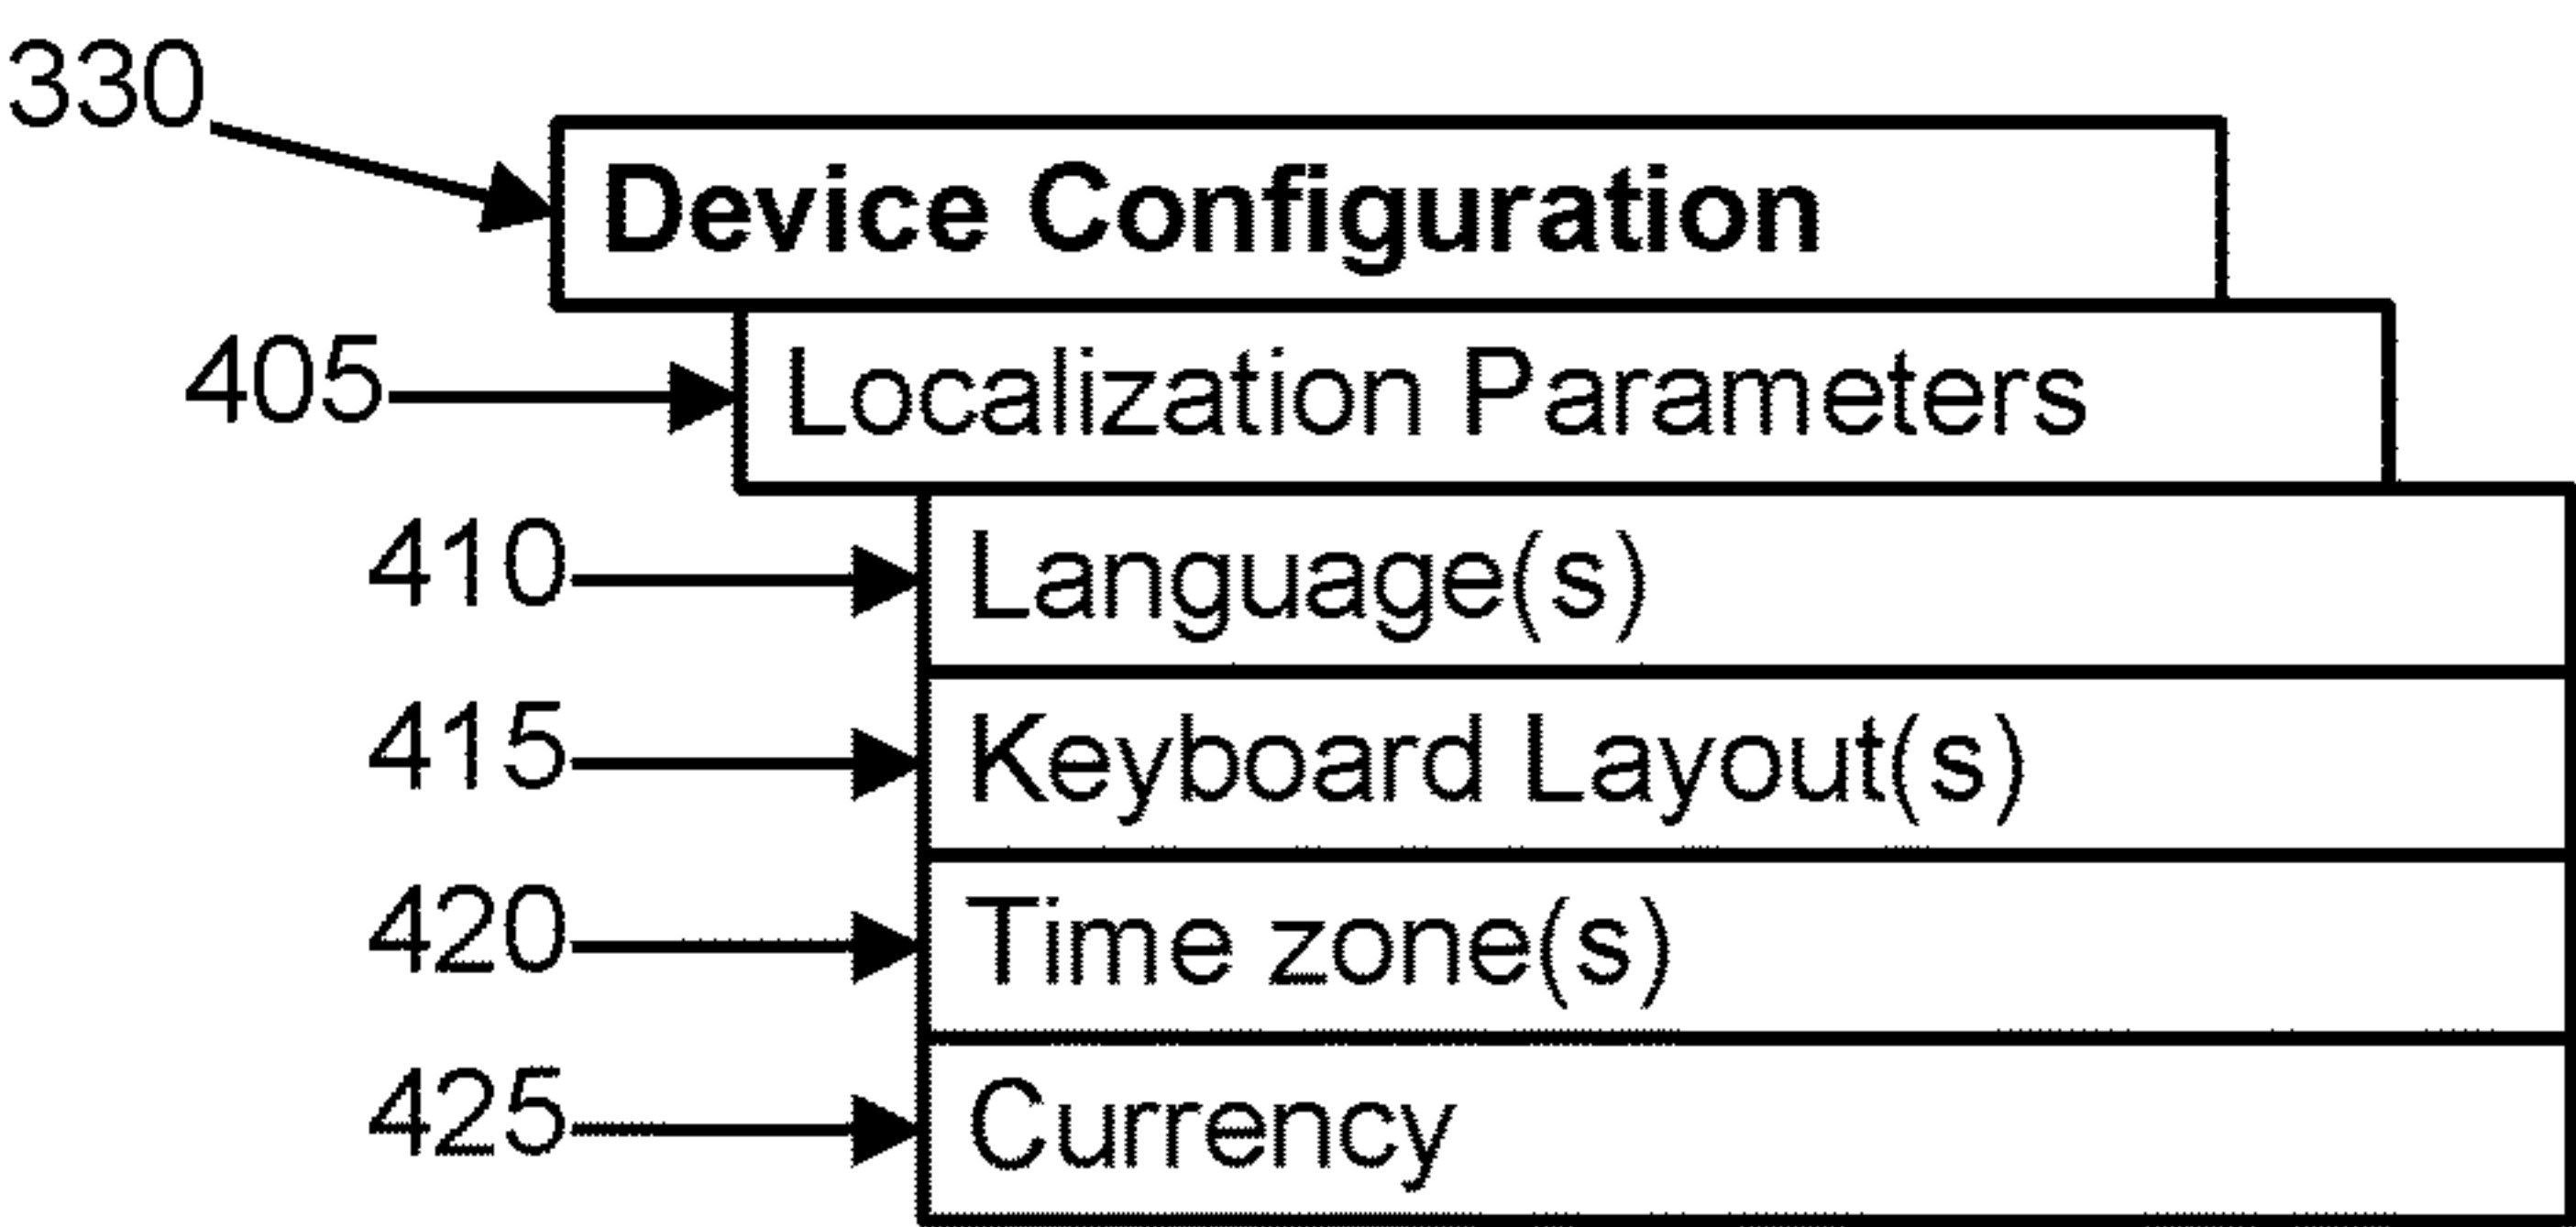 330
Device Configuration
405
Localization Parameters
410
Language(s)
415
Keyboard Layout(s)
420
Time zone(s)
425
Currency